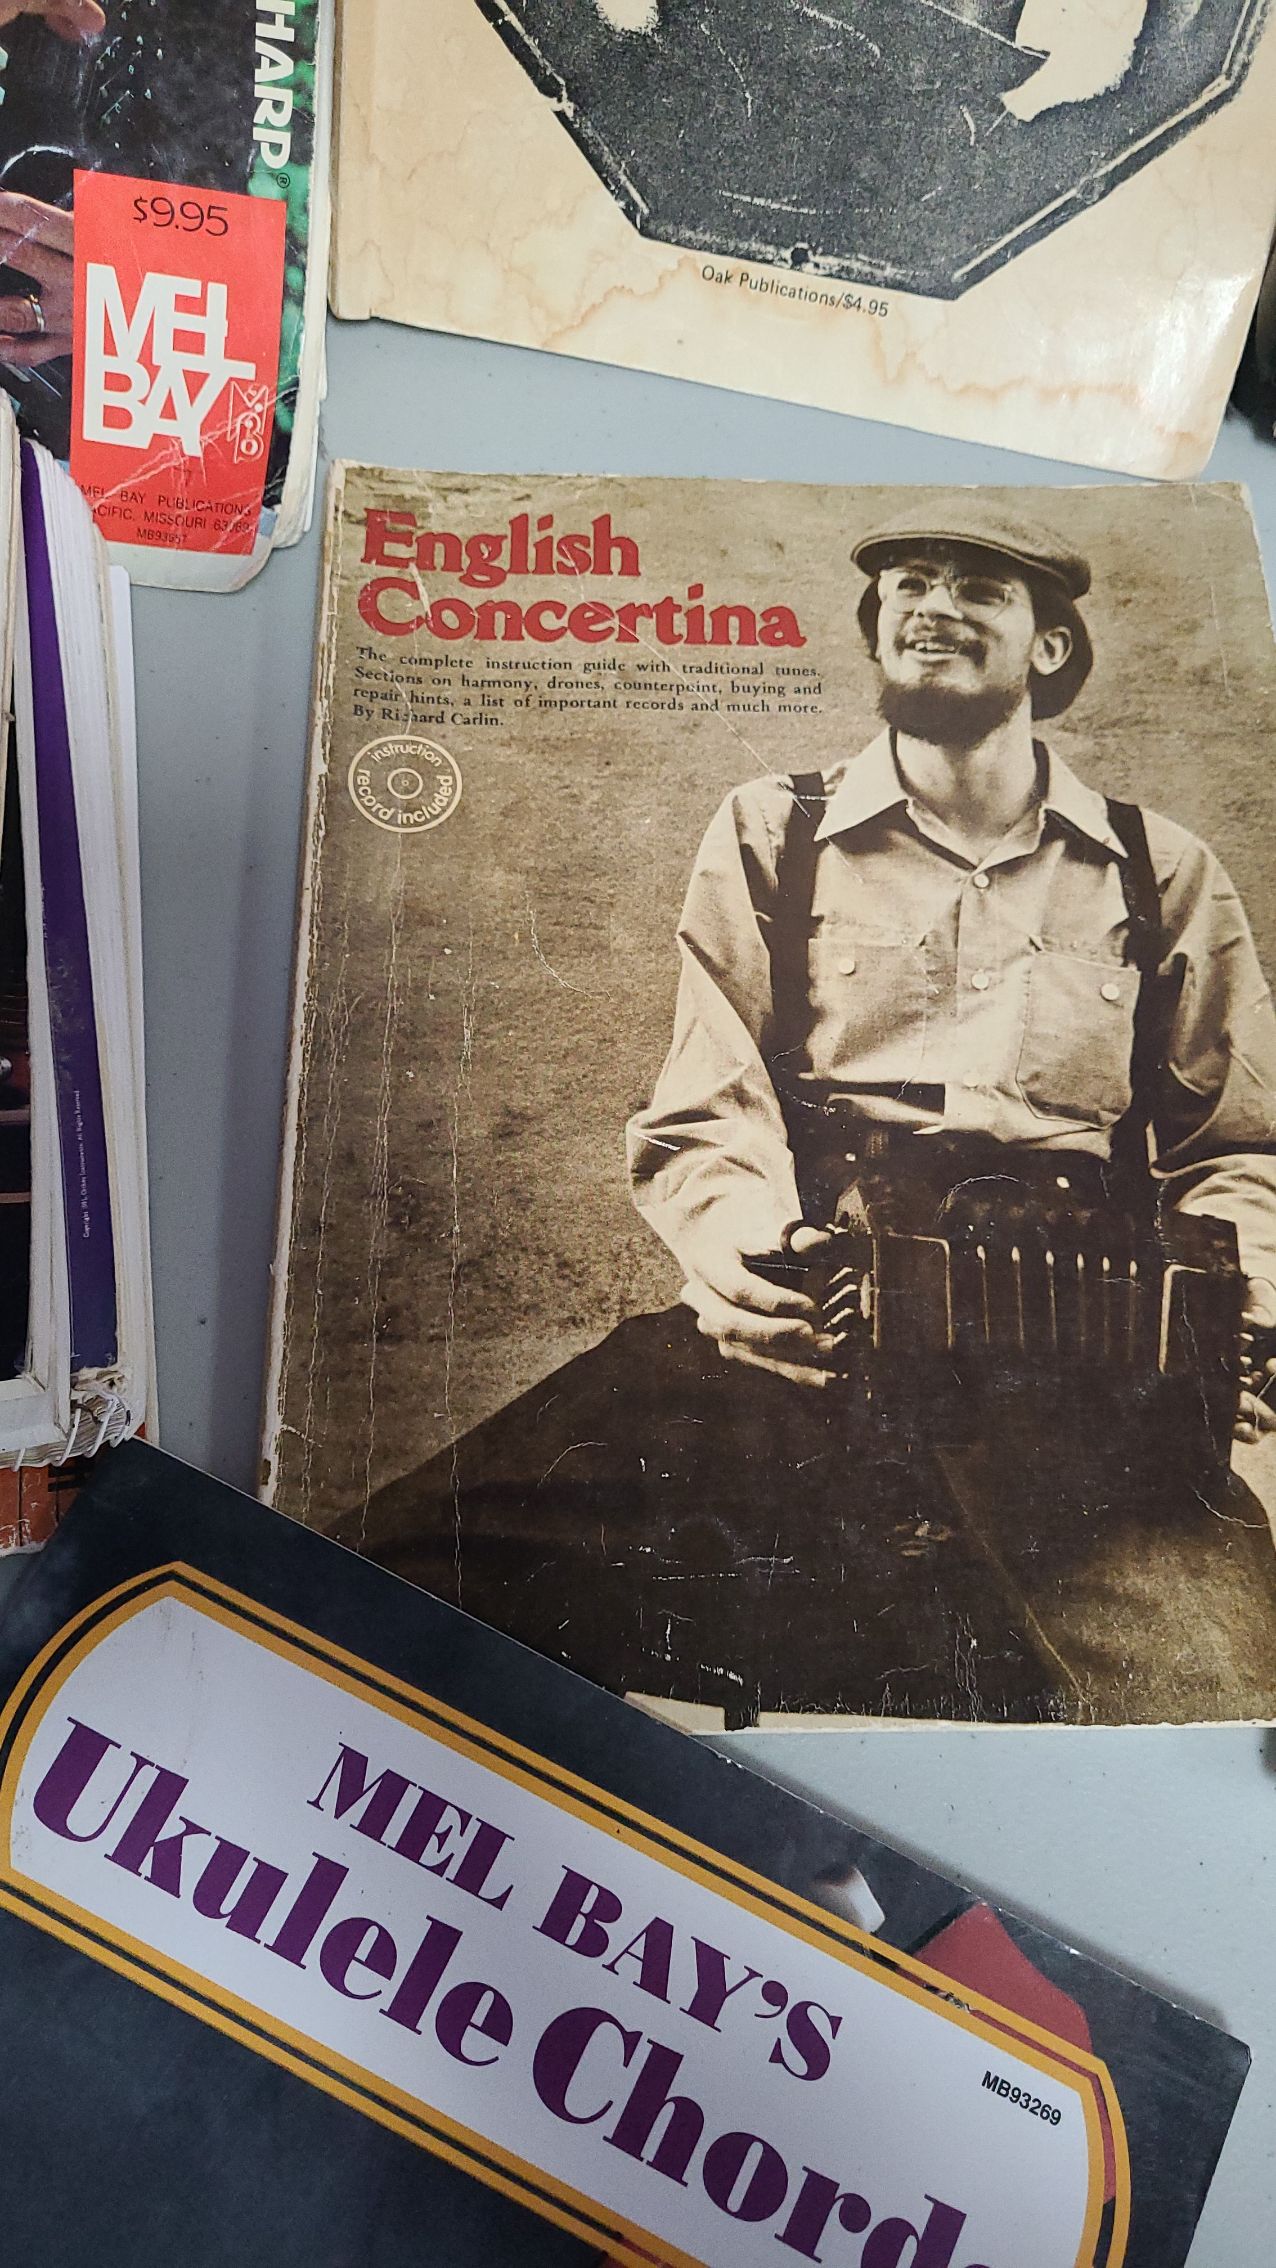 HARP®
$9.95
MEL
BAY
MEL BAY PUBLICATIONS
MISSOURI
Oak Publications/$4.95
English
Concertina
The complete instruction guide with traditional tunes.
Sections on harmony, drones, counterpoint, buying and
repair hints, a list of important records and much more.
By Richard Carlin.
instruction
record included
MEL BAY'S
Ukulele Chords
MB93269